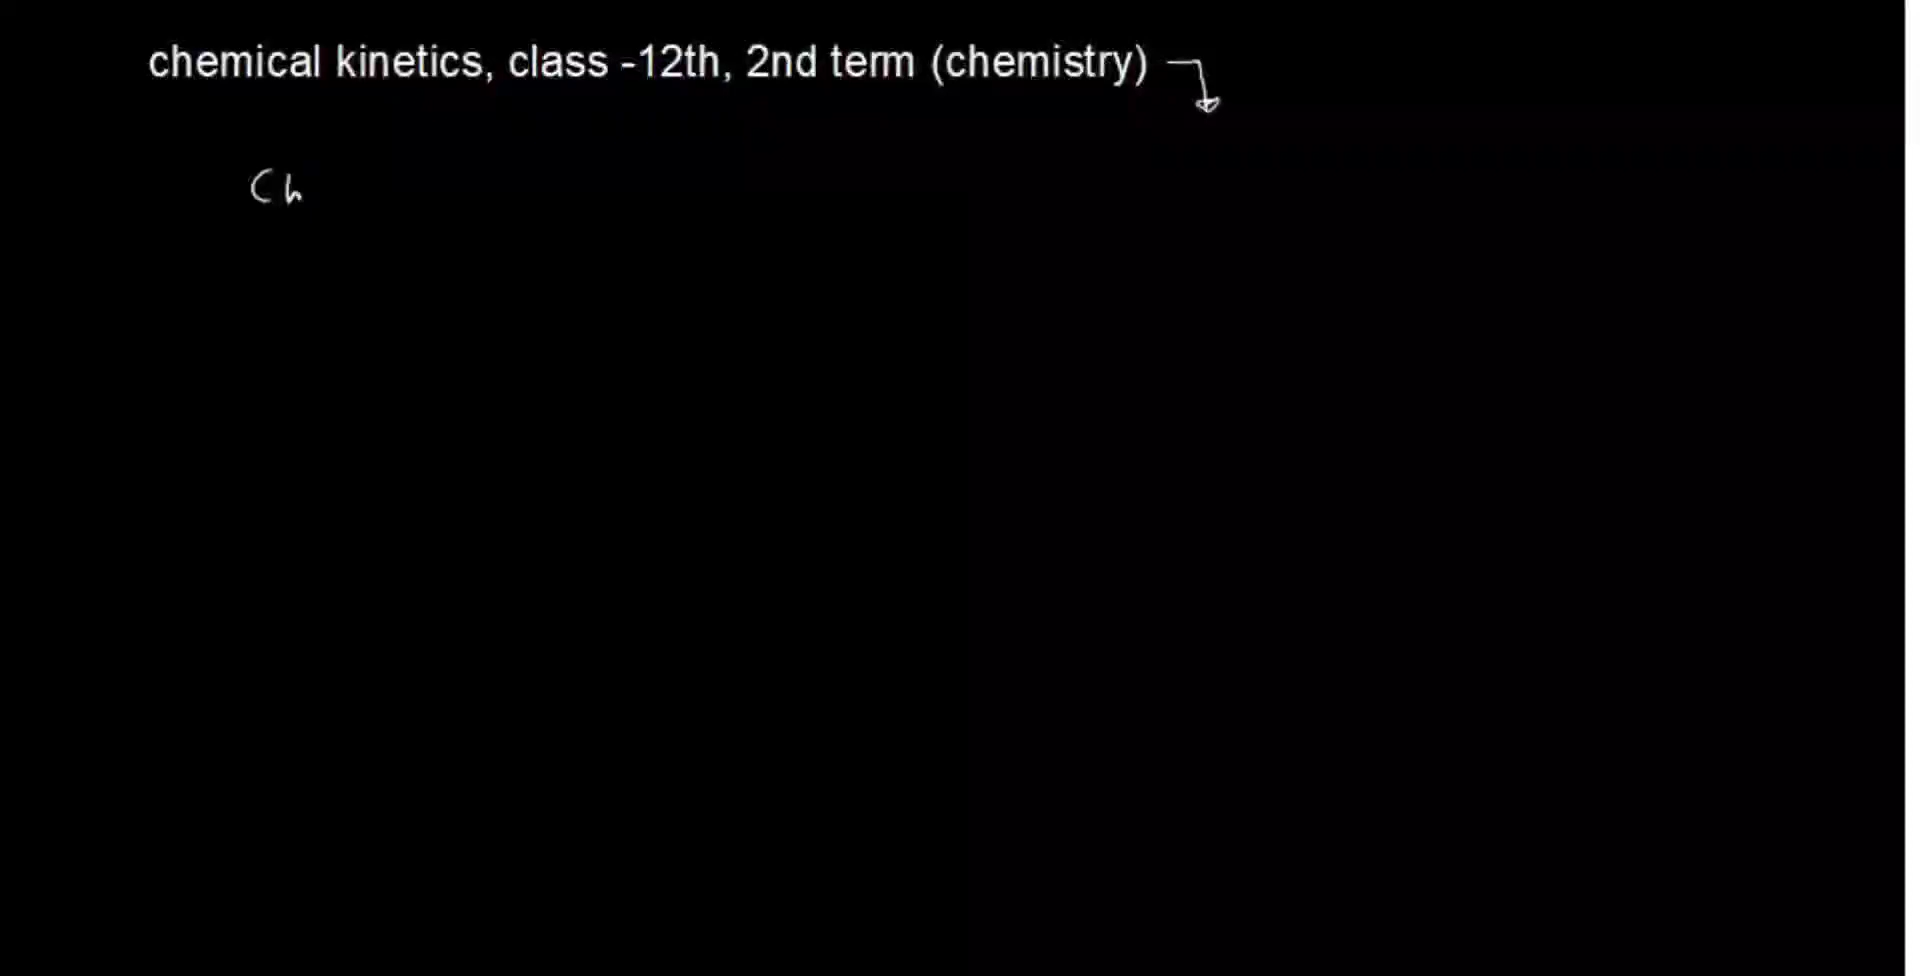 chemical kinetics, class -12th, 2nd term (chemistry)
Ch